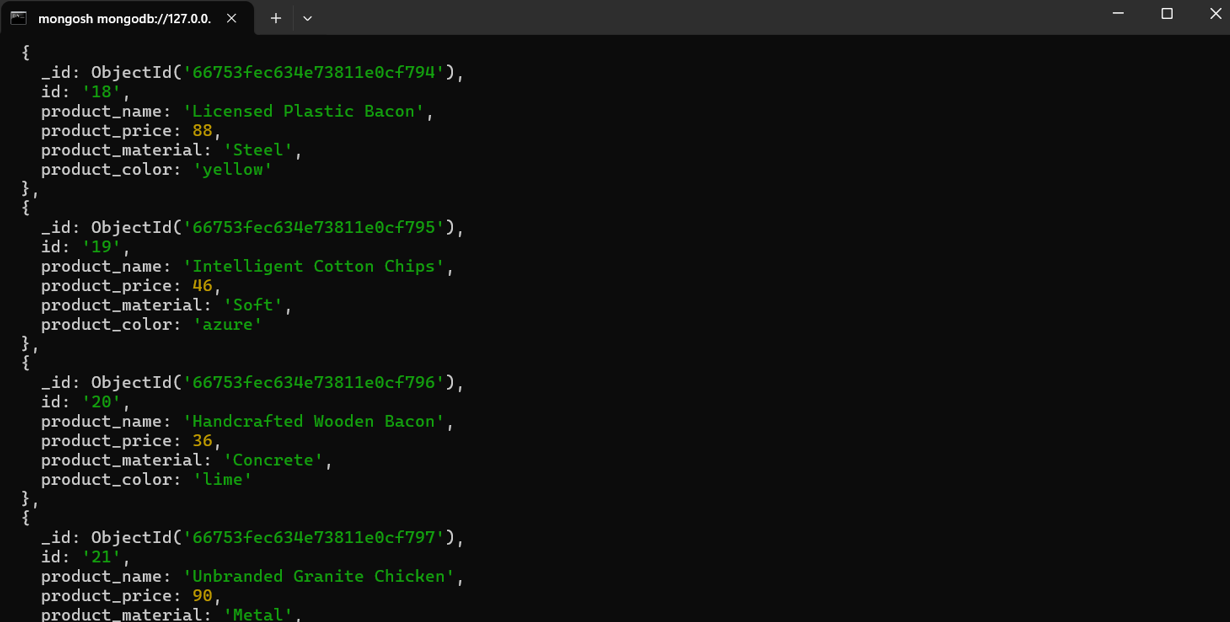 mongosh mongodb://127.0.0.
{
  _id: ObjectId('66753fec634e73811e0cf794'),
  id: '18',
  product_name: 'Licensed Plastic Bacon',
  product_price: 88,
  product_material: 'Steel',
  product_color: 'yellow'
},
{
  _id: ObjectId('66753fec634e73811e0cf795'),
  id: '19',
  product_name: 'Intelligent Cotton Chips',
  product_price: 46,
  product_material: 'Soft',
  product_color: 'azure'
},
{
  _id: ObjectId('66753fec634e73811e0cf796'),
  id: '20',
  product_name: 'Handcrafted Wooden Bacon',
  product_price: 36,
  product_material: 'Concrete',
  product_color: 'lime'
},
{
  _id: ObjectId('66753fec634e73811e0cf797'),
  id: '21',
  product_name: 'Unbranded Granite Chicken',
  product_price: 90,
  product_material: 'Metal',